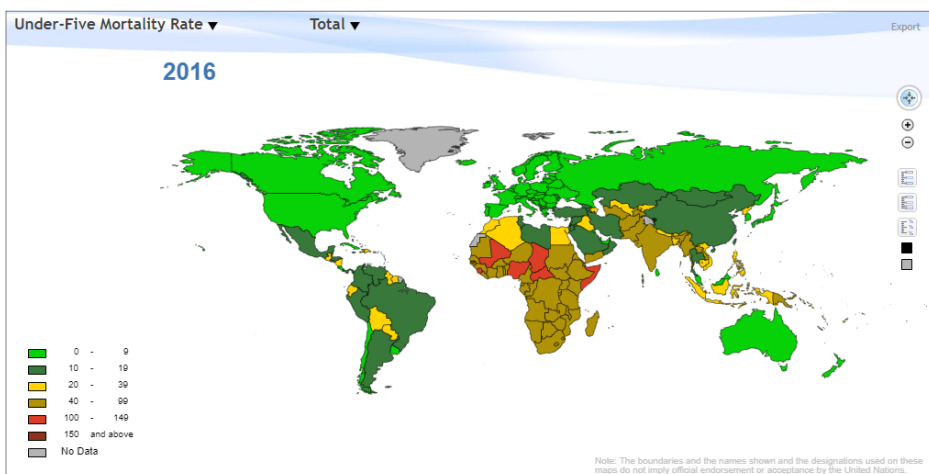 Under-Five Mortality Rate ▼ Total ▼
Export
2016
0 - 9
10 - 19
20 - 39
40 - 99
100 - 149
150 and above
No Data
Note: The boundaries and the names shown and the designations used on these
maps do not imply official endorsement or acceptance by the United Nations.